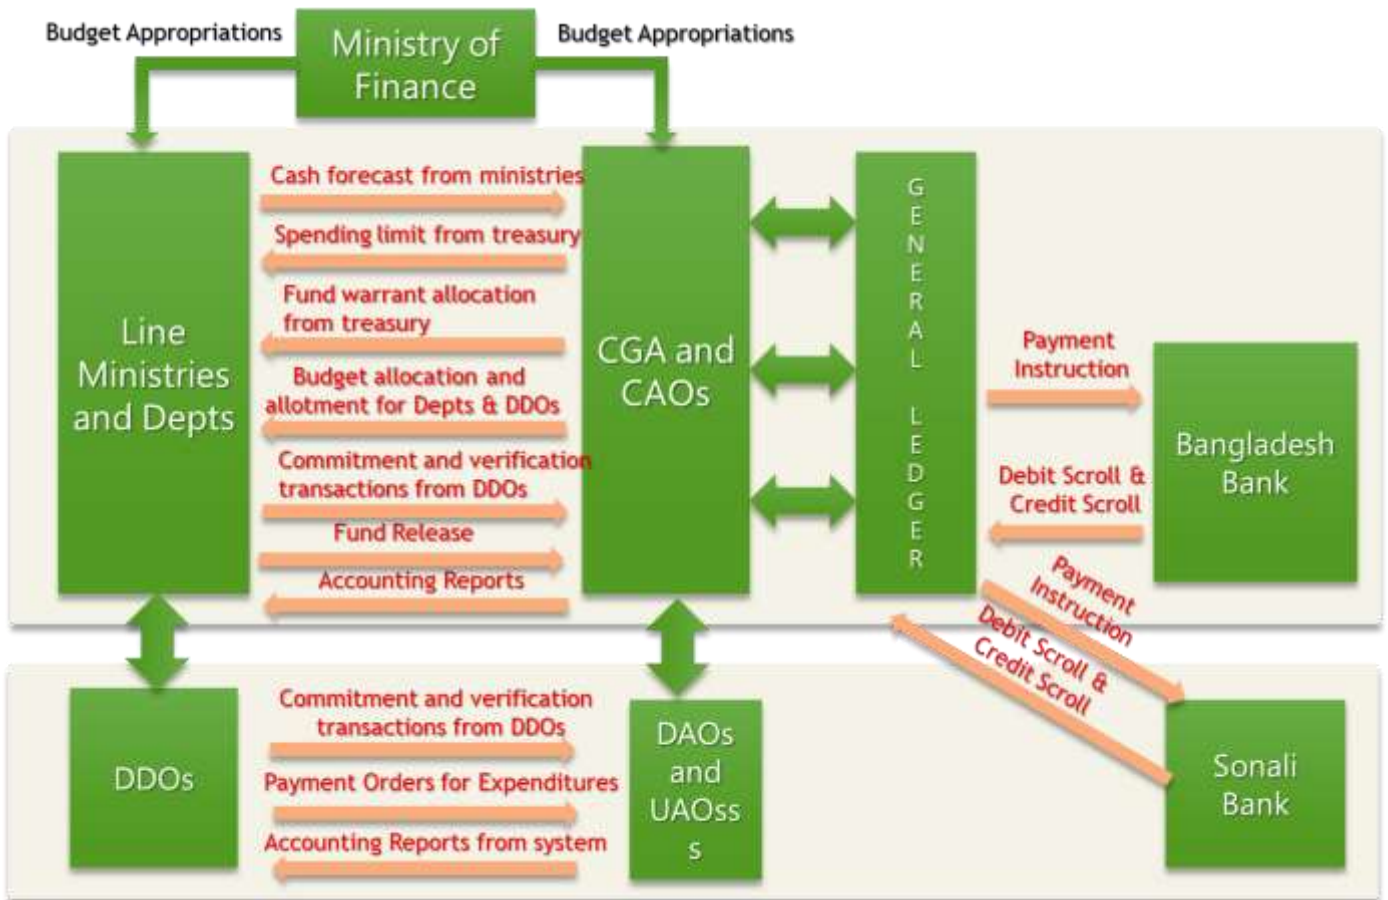 Budget Appropriations
Ministry of
Finance
Budget Appropriations
Line
Ministries
and Depts
Cash forecast from ministries
Spending limit from treasury
Fund warrant allocation
from treasury
Budget allocation and
allotment for Depts & DDOs
Commitment and verification
transactions from DDOs
Fund Release
Accounting Reports
CGA and
CAOs
GENERAL LEDGER
Payment
Instruction
Debit Scroll &
Credit Scroll
Bangladesh
Bank
Payment
Instruction
Debit Scroll &
Credit Scroll
DDOs
Commitment and verification
transactions from DDOs
Payment Orders for Expenditures
Accounting Reports from system
DAOs
and
UAOss
s
Sonali
Bank